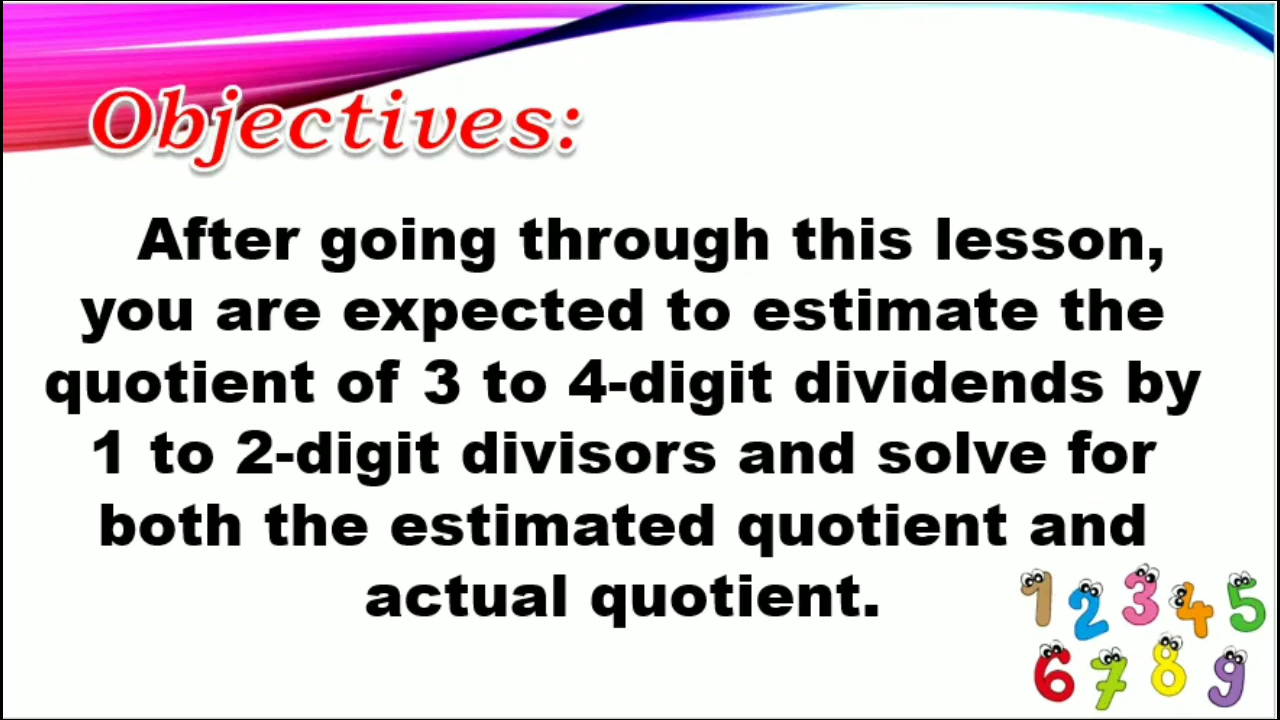 Objectives:
After going through this lesson,
you are expected to estimate the
quotient of 3 to 4-digit dividends by
1 to 2-digit divisors and solve for
both the estimated quotient and
actual quotient.
1 2 3 4 5
6 7 8 9